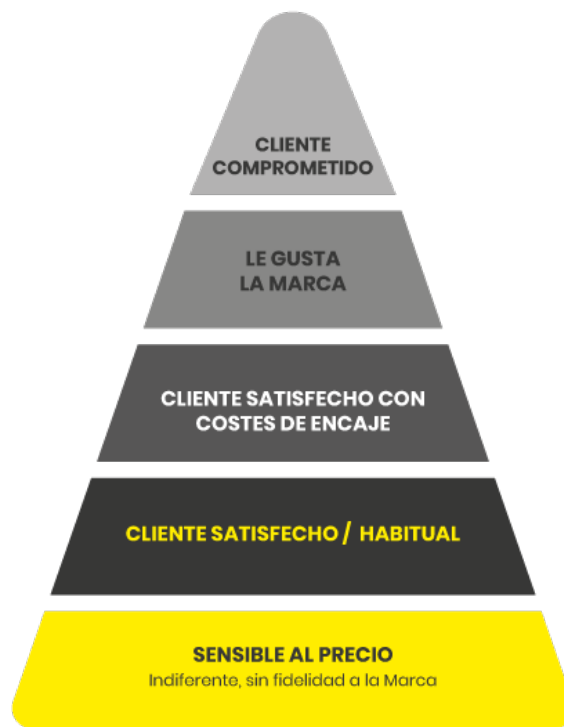 CLIENTE
COMPROMETIDO
LE GUSTA
LA MARCA
CLIENTE SATISFECHO CON
COSTES DE ENCAJE
CLIENTE SATISFECHO / HABITUAL
SENSIBLE AL PRECIO
Indiferente, sin fidelidad a la Marca